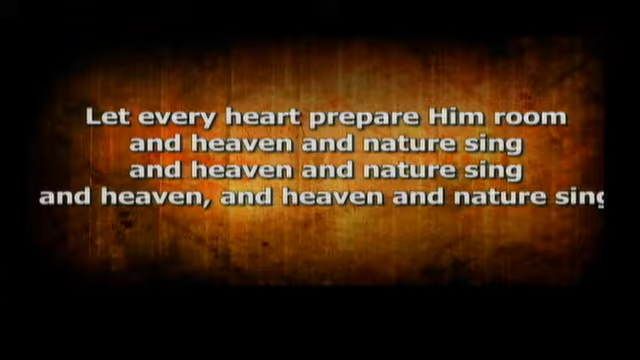 Let every heart prepare Him room
and heaven and nature sing
and heaven and nature sing
and heaven, and heaven and nature sing